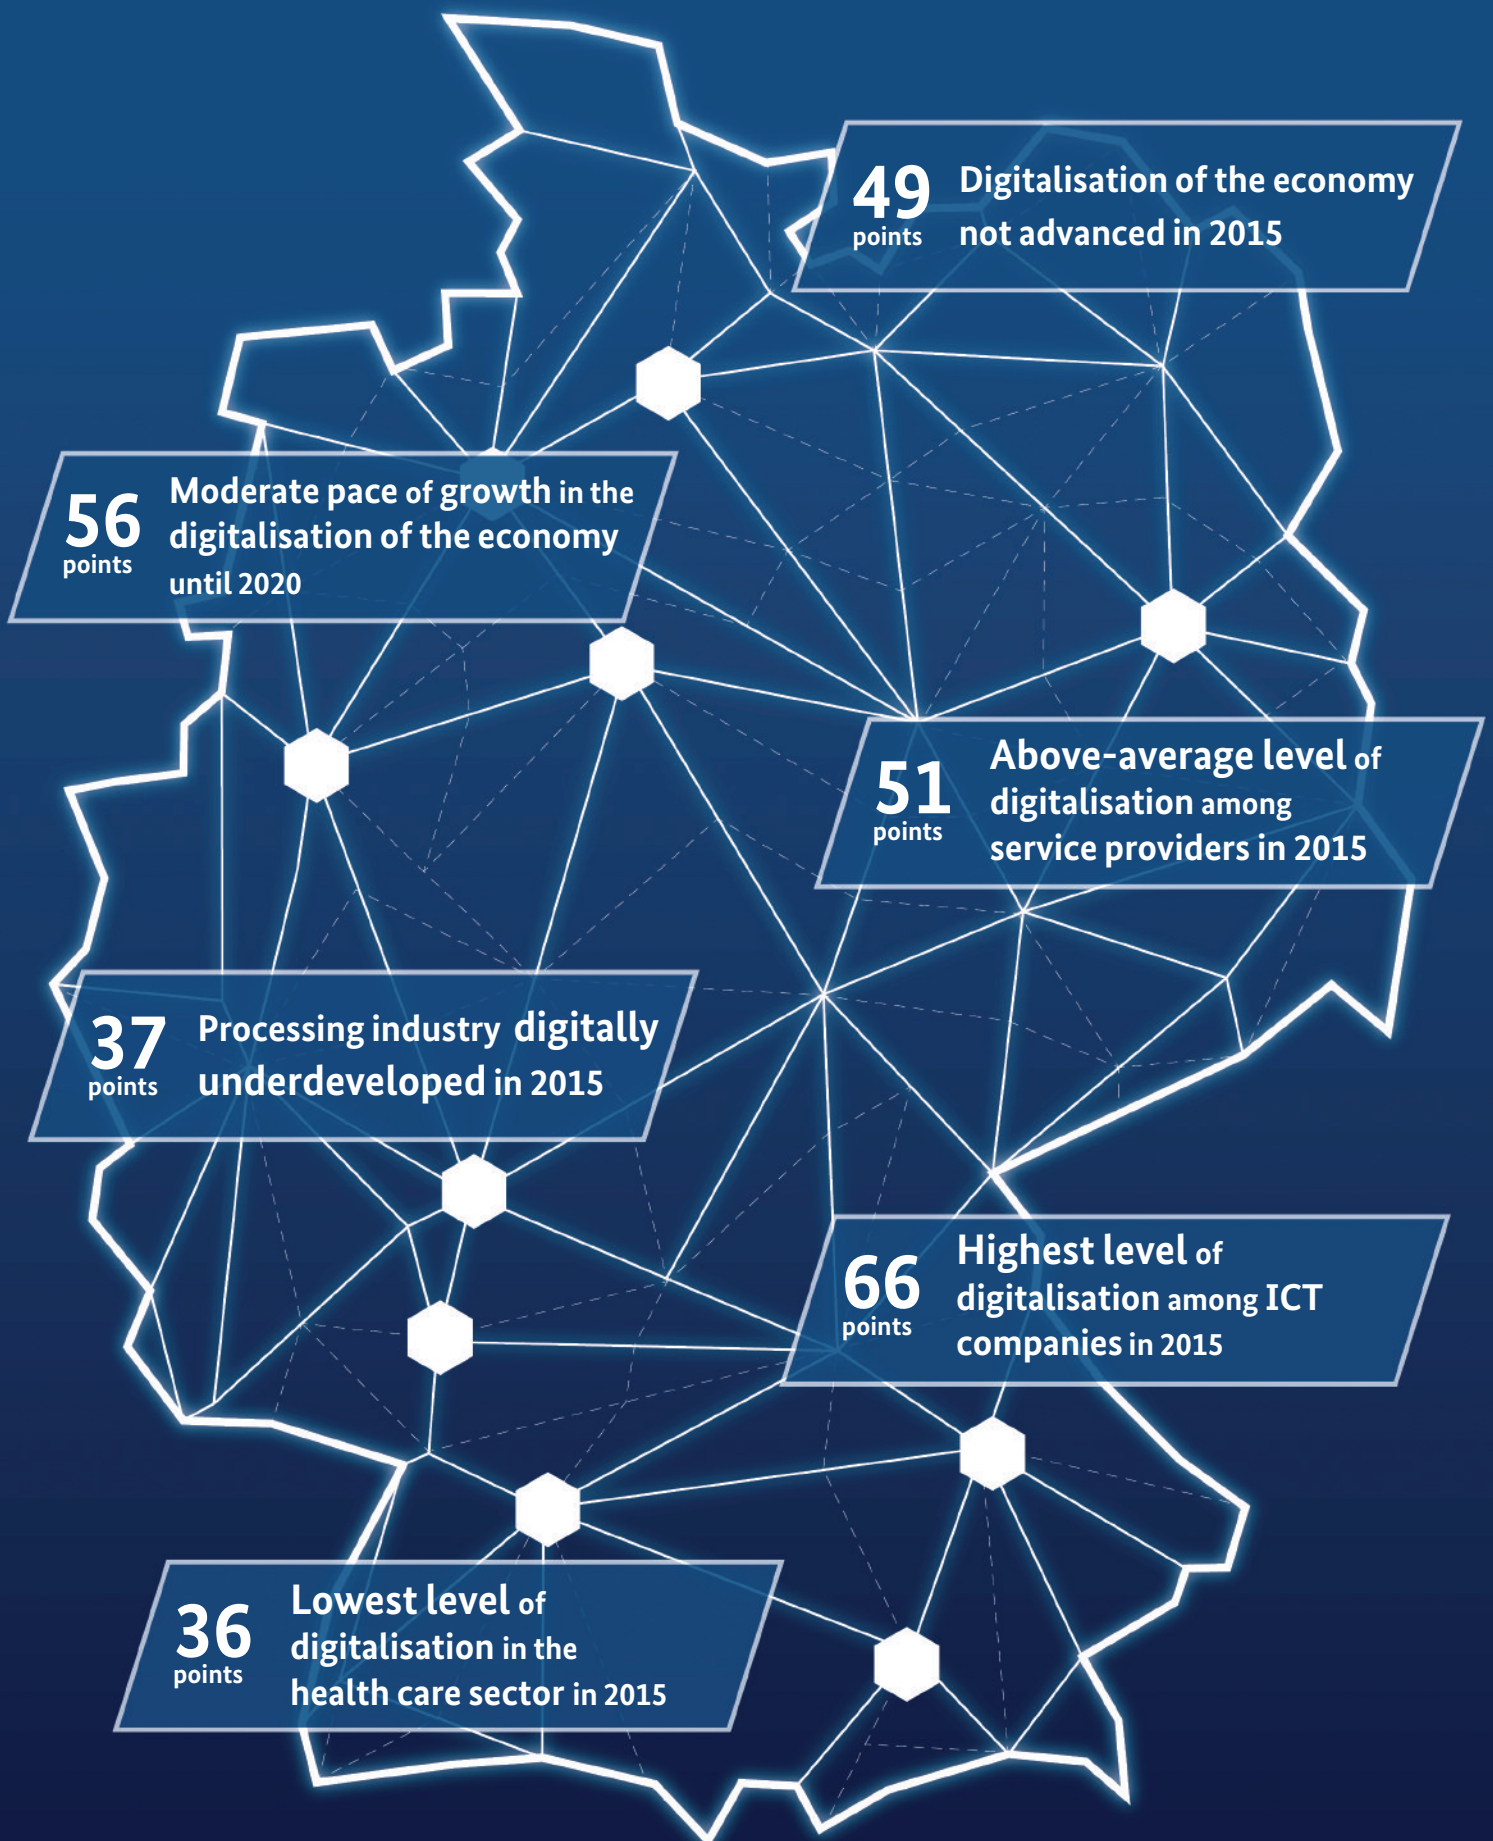 49
points
Digitalisation of the economy
not advanced in 2015
56
points
Moderate pace of growth in the
digitalisation of the economy
until 2020
51
points
Above-average level of
digitalisation among
service providers in 2015
37
points
Processing industry digitally
underdeveloped in 2015
66
points
Highest level of
digitalisation among ICT
companies in 2015
36
points
Lowest level of
digitalisation in the
health care sector in 2015